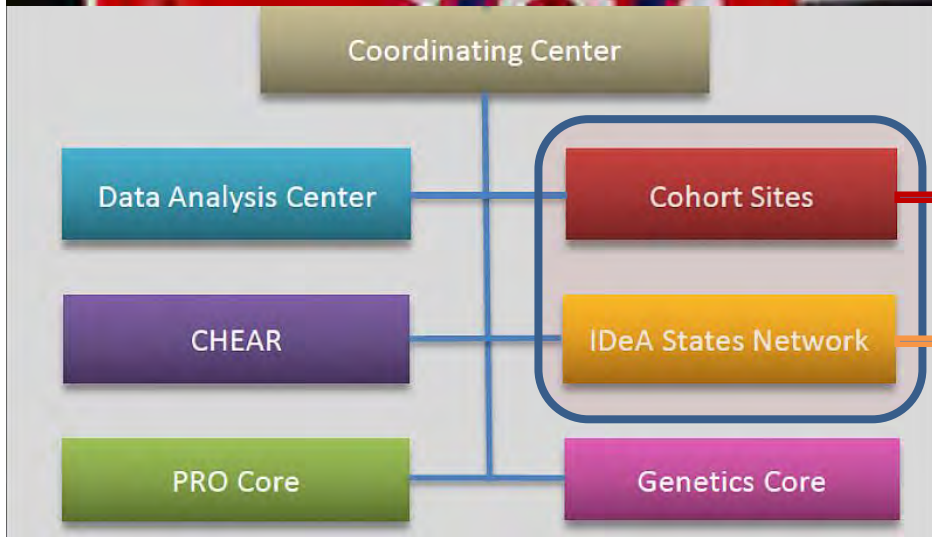 Coordinating Center
Data Analysis Center
Cohort Sites
CHEAR
IDeA States Network
PRO Core
Genetics Core